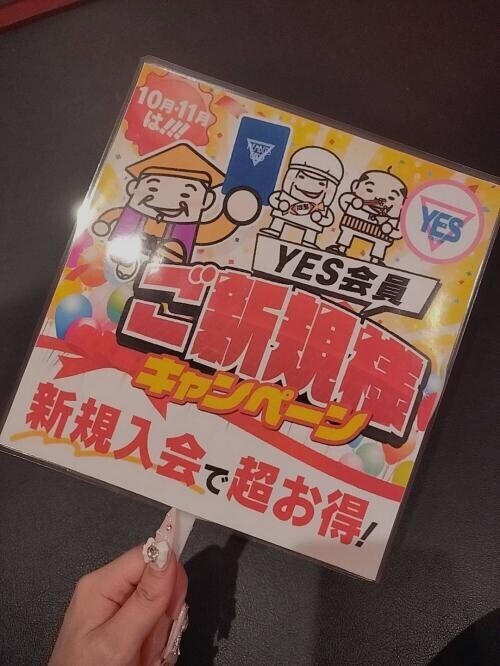 10月・11月
は!!!
YES
YES会員
ご新規様
キャンペーン
新規入会で超お得!